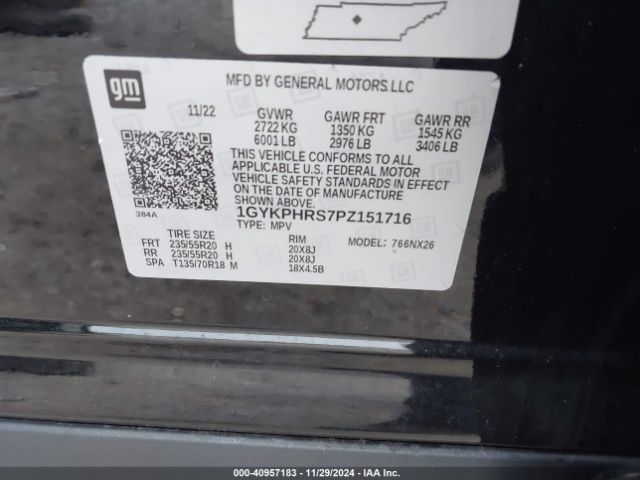 gm
MFD BY GENERAL MOTORS LLC
11/22 GVWR GAWR FRT GAWR RR
2722 KG 1350 KG 1545 KG
6001 LB 2976 LB 3406 LB
THIS VEHICLE CONFORMS TO ALL
APPLICABLE U.S. FEDERAL MOTOR
VEHICLE SAFETY STANDARDS IN EFFECT
ON THE DATE OF MANUFACTURE
SHOWN ABOVE.
384A
1GYKPHRS7PZ151716
TYPE: MPV
TIRE SIZE RIM MODEL: 766NX26
FRT 235/55R20 H 20X8J
RR 235/55R20 H 20X8J
SPA T135/70R18 M 18X4.5B
000-40957183 - 11/29/2024 - IAA Inc.